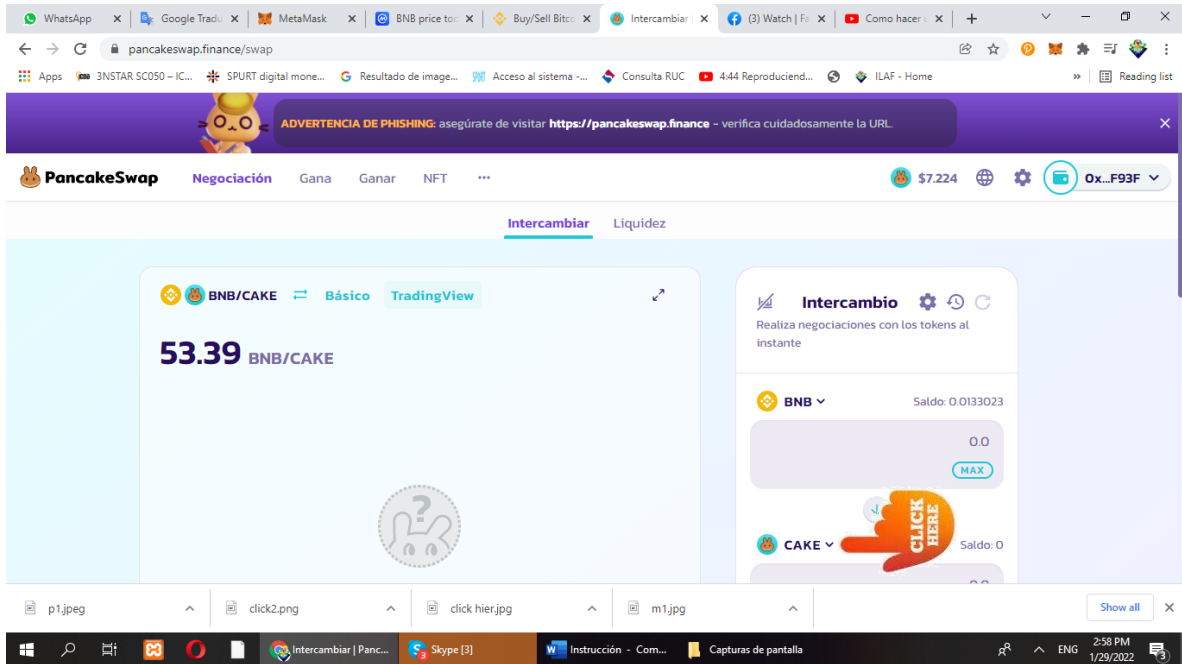 WhatsApp
Google Tradu
MetaMask
BNB price toc
Buy/Sell Bitco
Intercambiar
(3) Watch | Fa
Como hacer u
pancakeswap.finance/swap
Apps
3NSTAR SC050 – IC...
SPURT digital mone...
Resultado de image...
Acceso al sistema -...
Consulta RUC
4:44 Reproduciend...
ILAF - Home
»
Reading list
ADVERTENCIA DE PHISHING: asegúrate de visitar https://pancakeswap.finance - verifica cuidadosamente la URL.
PancakeSwap
Negociación
Gana
Ganar
NFT
...
$7.224
0x...F93F
Intercambiar
Liquidez
BNB/CAKE
Básico
TradingView
53.39 BNB/CAKE
?
Intercambio
Realiza negociaciones con los tokens al
instante
BNB
Saldo: 0.0133023
0.0
MAX
CLICK
HERE
CAKE
Saldo: 0
p1.jpeg
click2.png
click hier.jpg
m1.jpg
Show all
Intercambiar | Panc...
Skype [3]
Instrucción - Com...
Capturas de pantalla
ENG
2:58 PM
1/29/2022
3